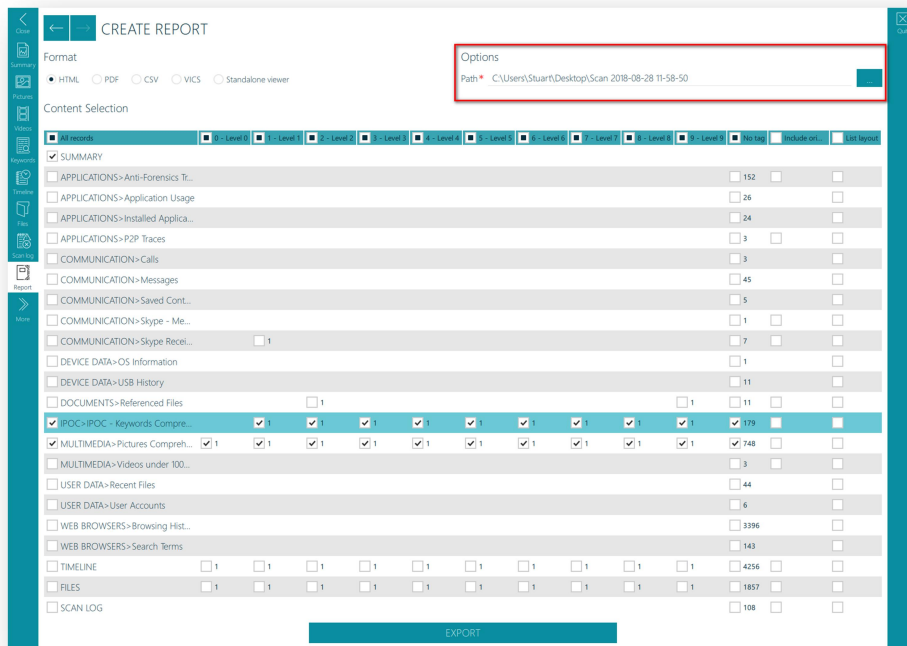 Close
Summary
Pictures
Videos
Keywords
Timeline
Files
Scan log
Report
More
CREATE REPORT
Quit
Format
HTML PDF CSV VICS Standalone viewer
Options
Path* C:\Users\Stuart\Desktop\Scan 2018-08-28 11-58-50
...
Content Selection
All records 0 - Level 0 1 - Level 1 2 - Level 2 3 - Level 3 4 - Level 4 5 - Level 5 6 - Level 6 7 - Level 7 8 - Level 8 9 - Level 9 No tag Include ori... List layout
SUMMARY
APPLICATIONS>Anti-Forensics Tr... 152
APPLICATIONS>Application Usage 26
APPLICATIONS>Installed Applica... 24
APPLICATIONS>P2P Traces 3
COMMUNICATION>Calls 3
COMMUNICATION>Messages 45
COMMUNICATION>Saved Cont... 5
COMMUNICATION>Skype - Me... 1
COMMUNICATION>Skype Recei... 1 7
DEVICE DATA>OS Information 1
DEVICE DATA>USB History 11
DOCUMENTS>Referenced Files 1 1 11
IPOC>IPOC - Keywords Compre... 1 1 1 1 1 1 1 1 1 179
MULTIMEDIA>Pictures Compreh... 1 1 1 1 1 1 1 1 1 1 748
MULTIMEDIA>Videos under 100... 3
USER DATA>Recent Files 44
USER DATA>User Accounts 6
WEB BROWSERS>Browsing Hist... 3396
WEB BROWSERS>Search Terms 143
TIMELINE 1 1 1 1 1 1 1 1 1 1 4256
FILES 1 1 1 1 1 1 1 1 1 1 1857
SCAN LOG 108
EXPORT